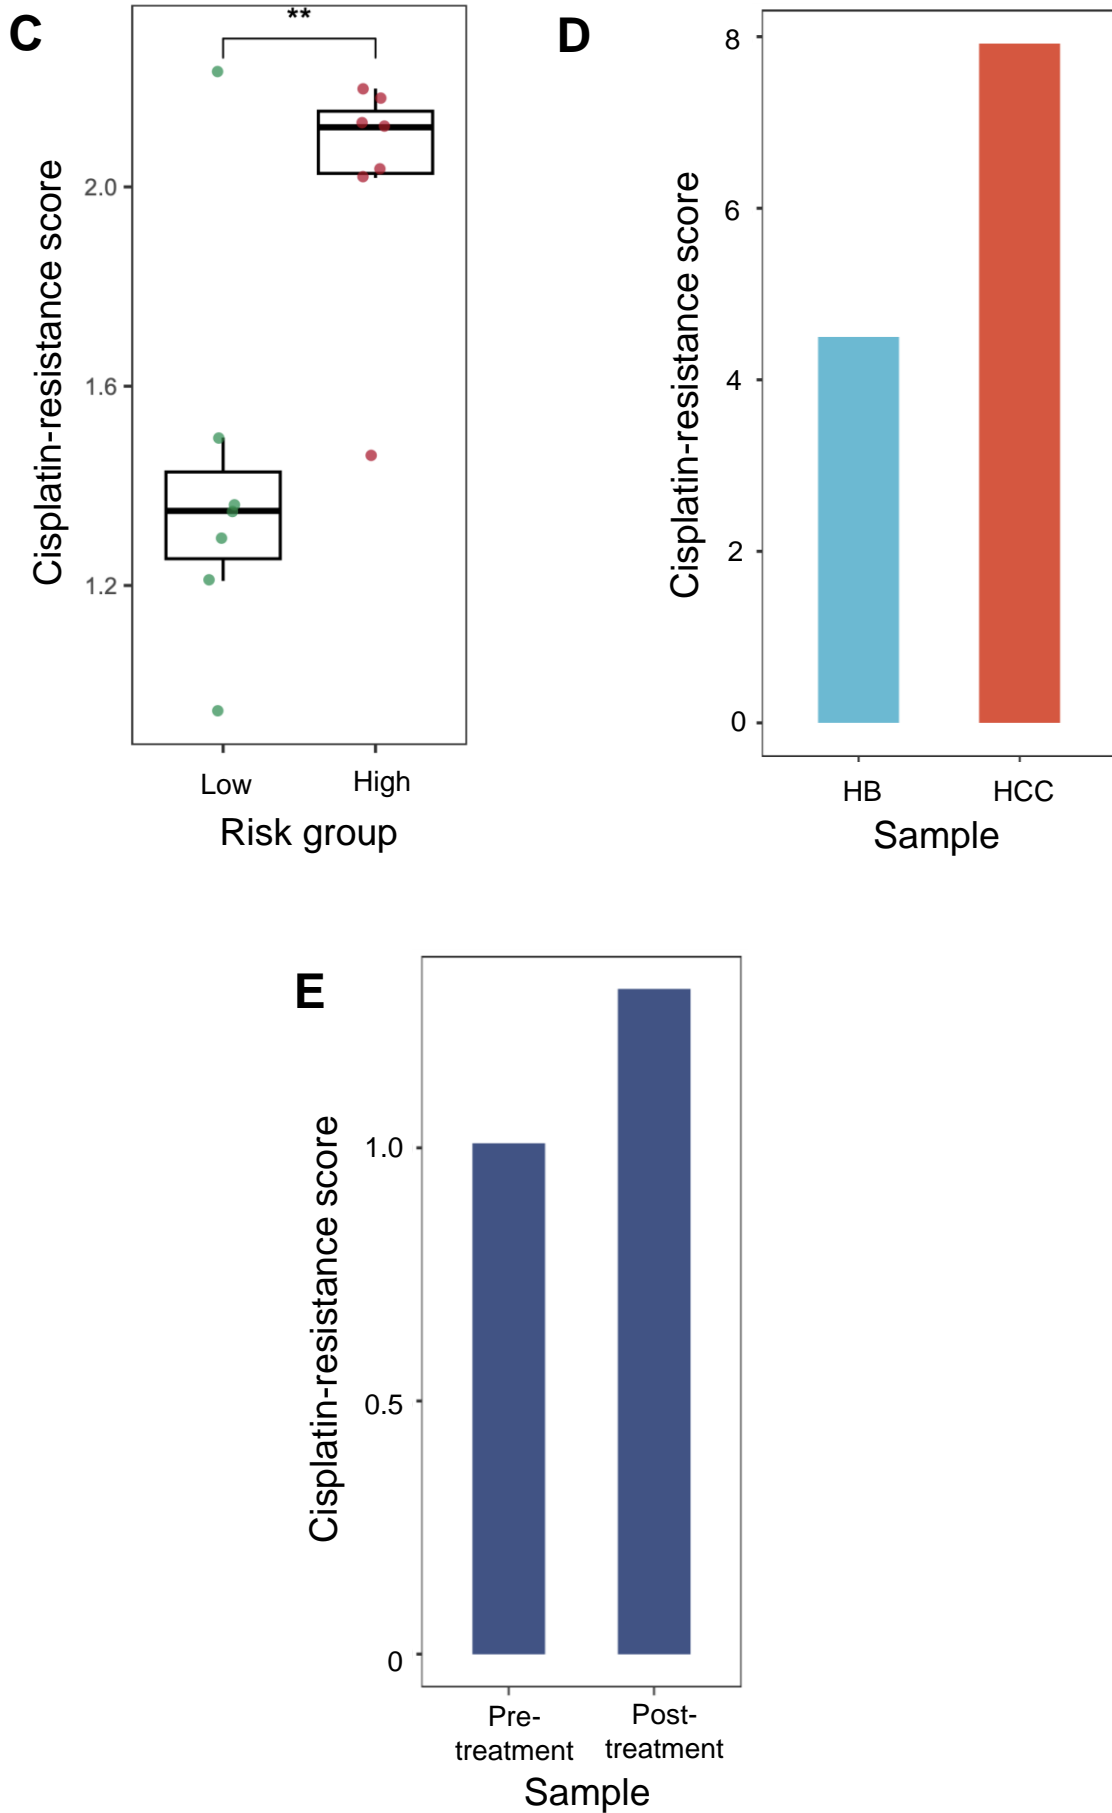 C
**
Cisplatin-resistance score
2.0
1.6
1.2
Low
High
Risk group
D
Cisplatin-resistance score
8
6
4
2
0
HB
HCC
Sample
E
Cisplatin-resistance score
1.0
0.5
0
Pre-
treatment
Post-
treatment
Sample